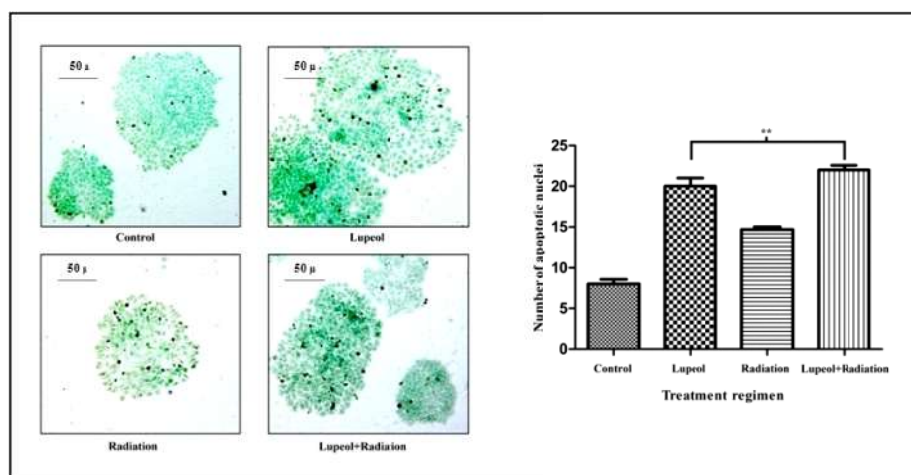 50 µ
50 µ
Control
Lupeol
50 µ
50 µ
Radiation
Lupeol+Radiaion
**
25
20
15
10
5
0
Number of apoptotic nuclei
Control
Lupeol
Radiation
Lupeol+Radiation
Treatment regimen